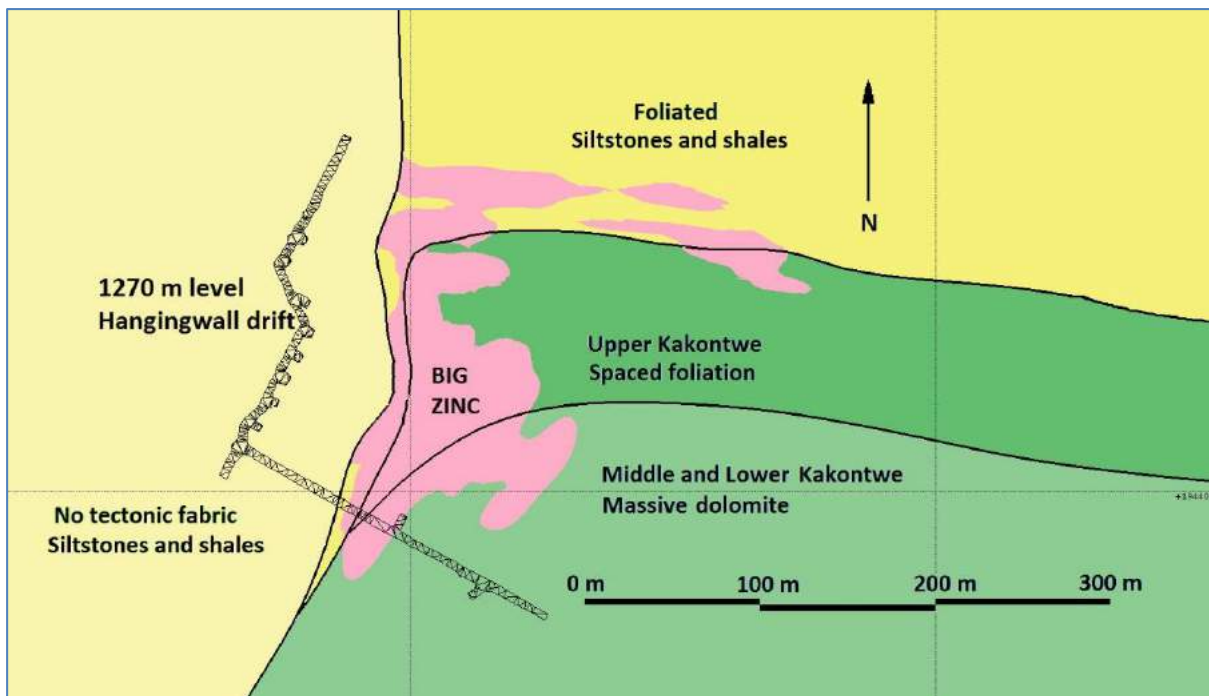 Foliated
Siltstones and shales
N
1270 m level
Hangingwall drift
Upper Kakontwe
Spaced foliation
BIG
ZINC
Middle and Lower Kakontwe
Massive dolomite
No tectonic fabric
Siltstones and shales
0 m
100 m
200 m
300 m